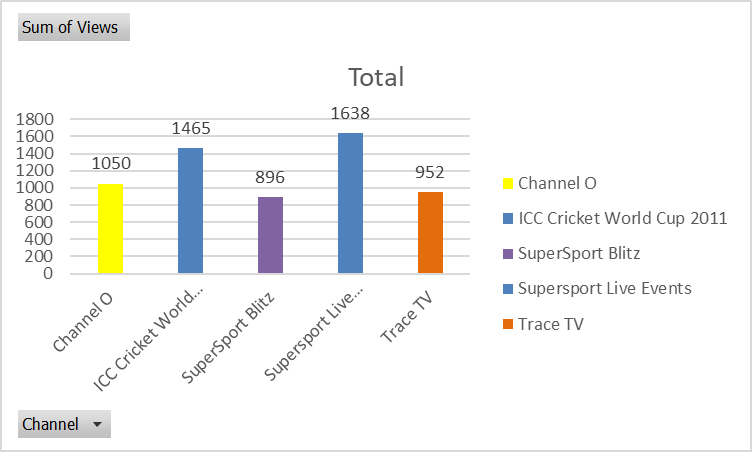 Sum of Views
Total
1800
1600
1400
1200
1000
800
600
400
200
0
1050
1465
896
1638
952
Channel O
ICC Cricket World...
SuperSport Blitz
Supersport Live...
Trace TV
Channel O
ICC Cricket World Cup 2011
SuperSport Blitz
Supersport Live Events
Trace TV
Channel